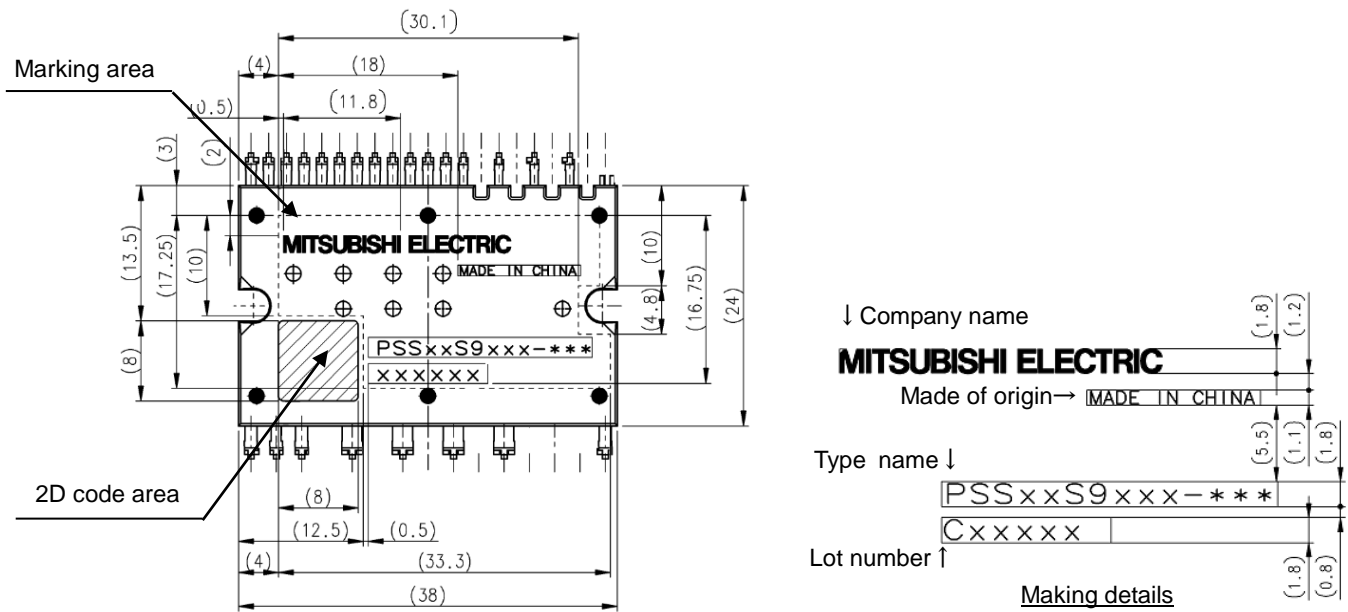 (30.1)
Marking area
(4)
(18)
(0.5)
(11.8)
(3)
(2)
(13.5)
(17.25)
(10)
MITSUBISHI ELECTRIC
MADE IN CHINA
(10)
(4.8)
(16.75)
(24)
(8)
PSSxxS9xxx-***
xxxxxx
2D code area
(8)
(12.5)
(0.5)
(4)
(33.3)
(38)
↓ Company name
(1.8)
(1.2)
MITSUBISHI ELECTRIC
Made of origin→
MADE IN CHINA
(5.5)
(1.1)
(1.8)
Type name↓
PSSxxS9xxx-***
Cxxxxx
Lot number↑
(1.8)
(0.8)
Making details